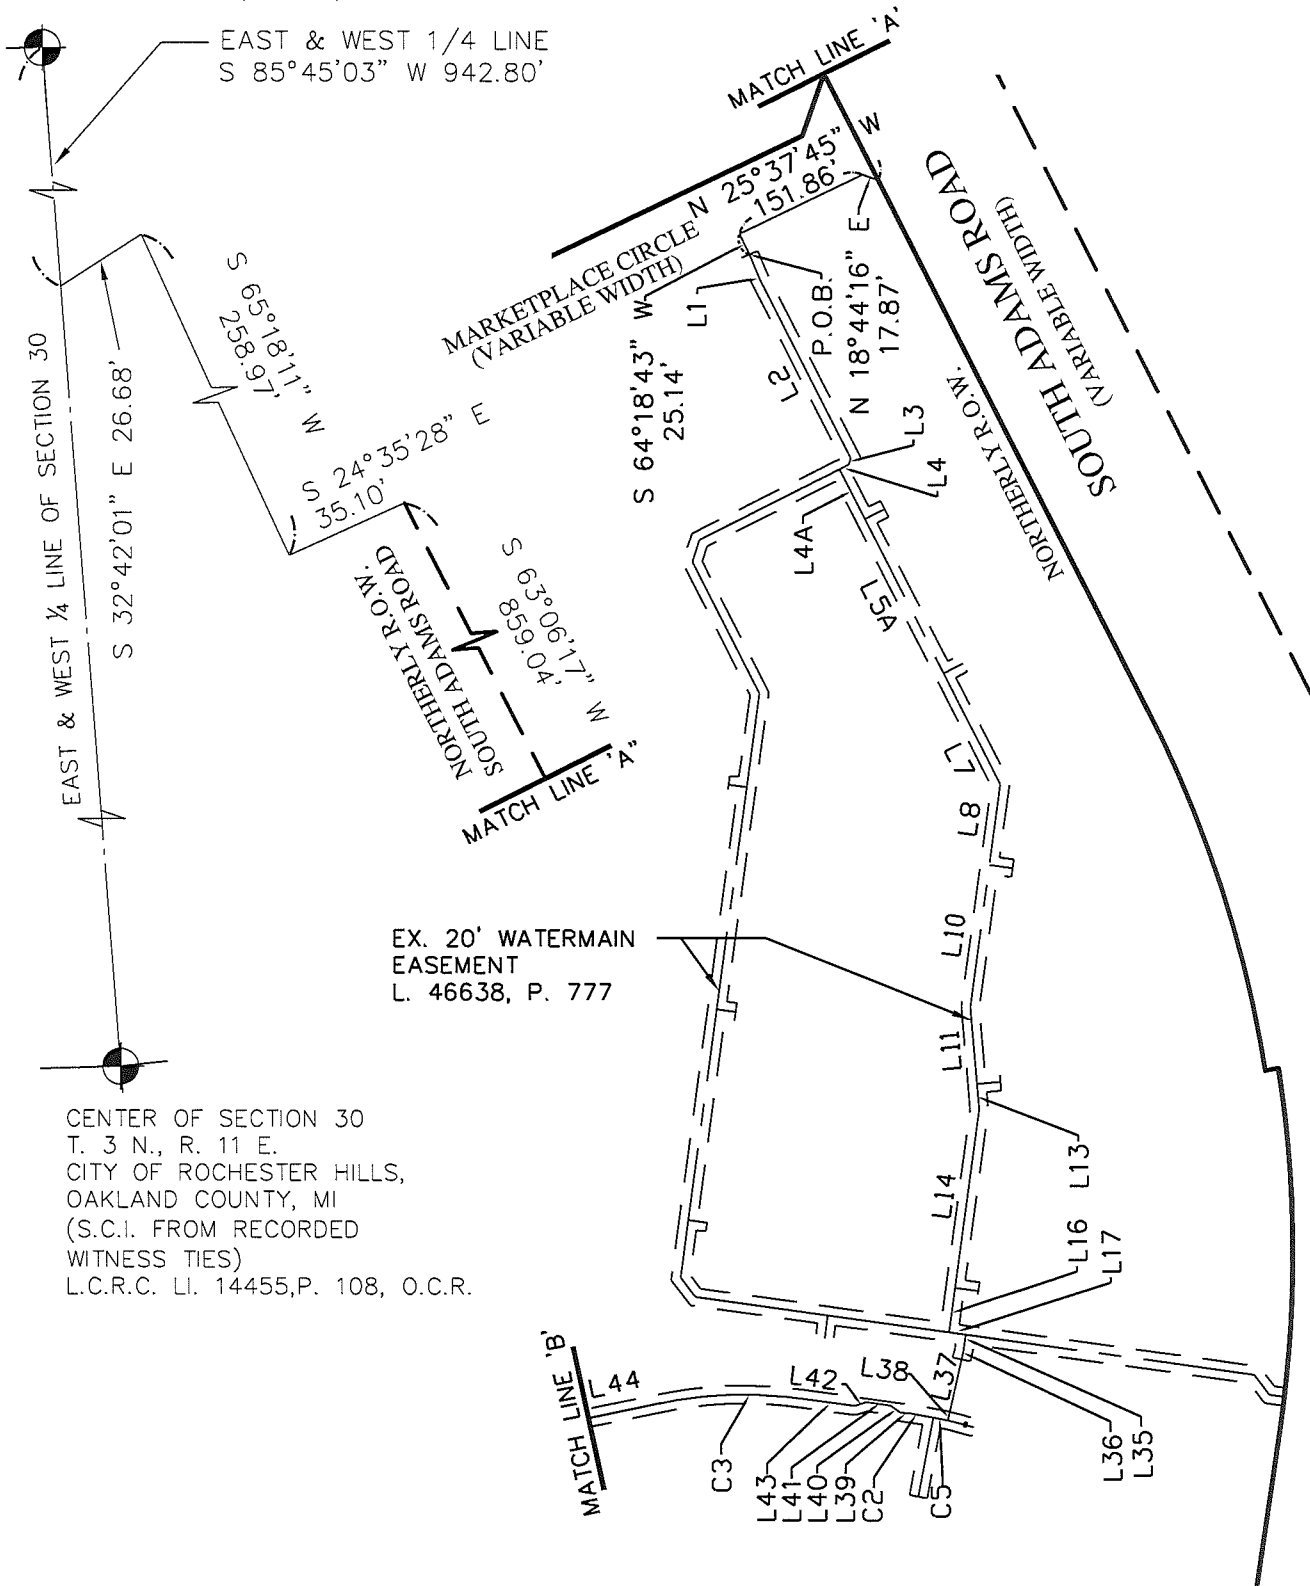 EAST & WEST 1/4 LINE
S 85°45'03" W 942.80'
MATCH LINE 'A'
N 25°37'45" W
151.86'
SOUTH ADAMS ROAD
(VARIABLE WIDTH)
NORTHERLY R.O.W.
MARKETPLACE CIRCLE
(VARIABLE WIDTH)
S 64°18'43" W
25.14'
L1
P.O.B.
N 18°44'16" E
17.87'
L2
L3
L4
L4A
L5A
L7
L8
L10
L11
L13
L14
L16
L17
EAST & WEST ¼ LINE OF SECTION 30
S 32°42'01" E 26.68'
S 65°18'11" W
258.97'
S 24°35'28" E
35.10'
NORTHERLY R.O.W.
SOUTH ADAMS ROAD
S 63°06'17" W
859.04'
MATCH LINE 'A"
EX. 20' WATERMAIN
EASEMENT
L. 46638, P. 777
CENTER OF SECTION 30
T. 3 N., R. 11 E.
CITY OF ROCHESTER HILLS,
OAKLAND COUNTY, MI
(S.C.I. FROM RECORDED
WITNESS TIES)
L.C.R.C. LI. 14455,P. 108, O.C.R.
MATCH LINE 'B'
L44
L42
L38
L37
C3
L43
L41
L40
L39
C2
C5
L36
L35